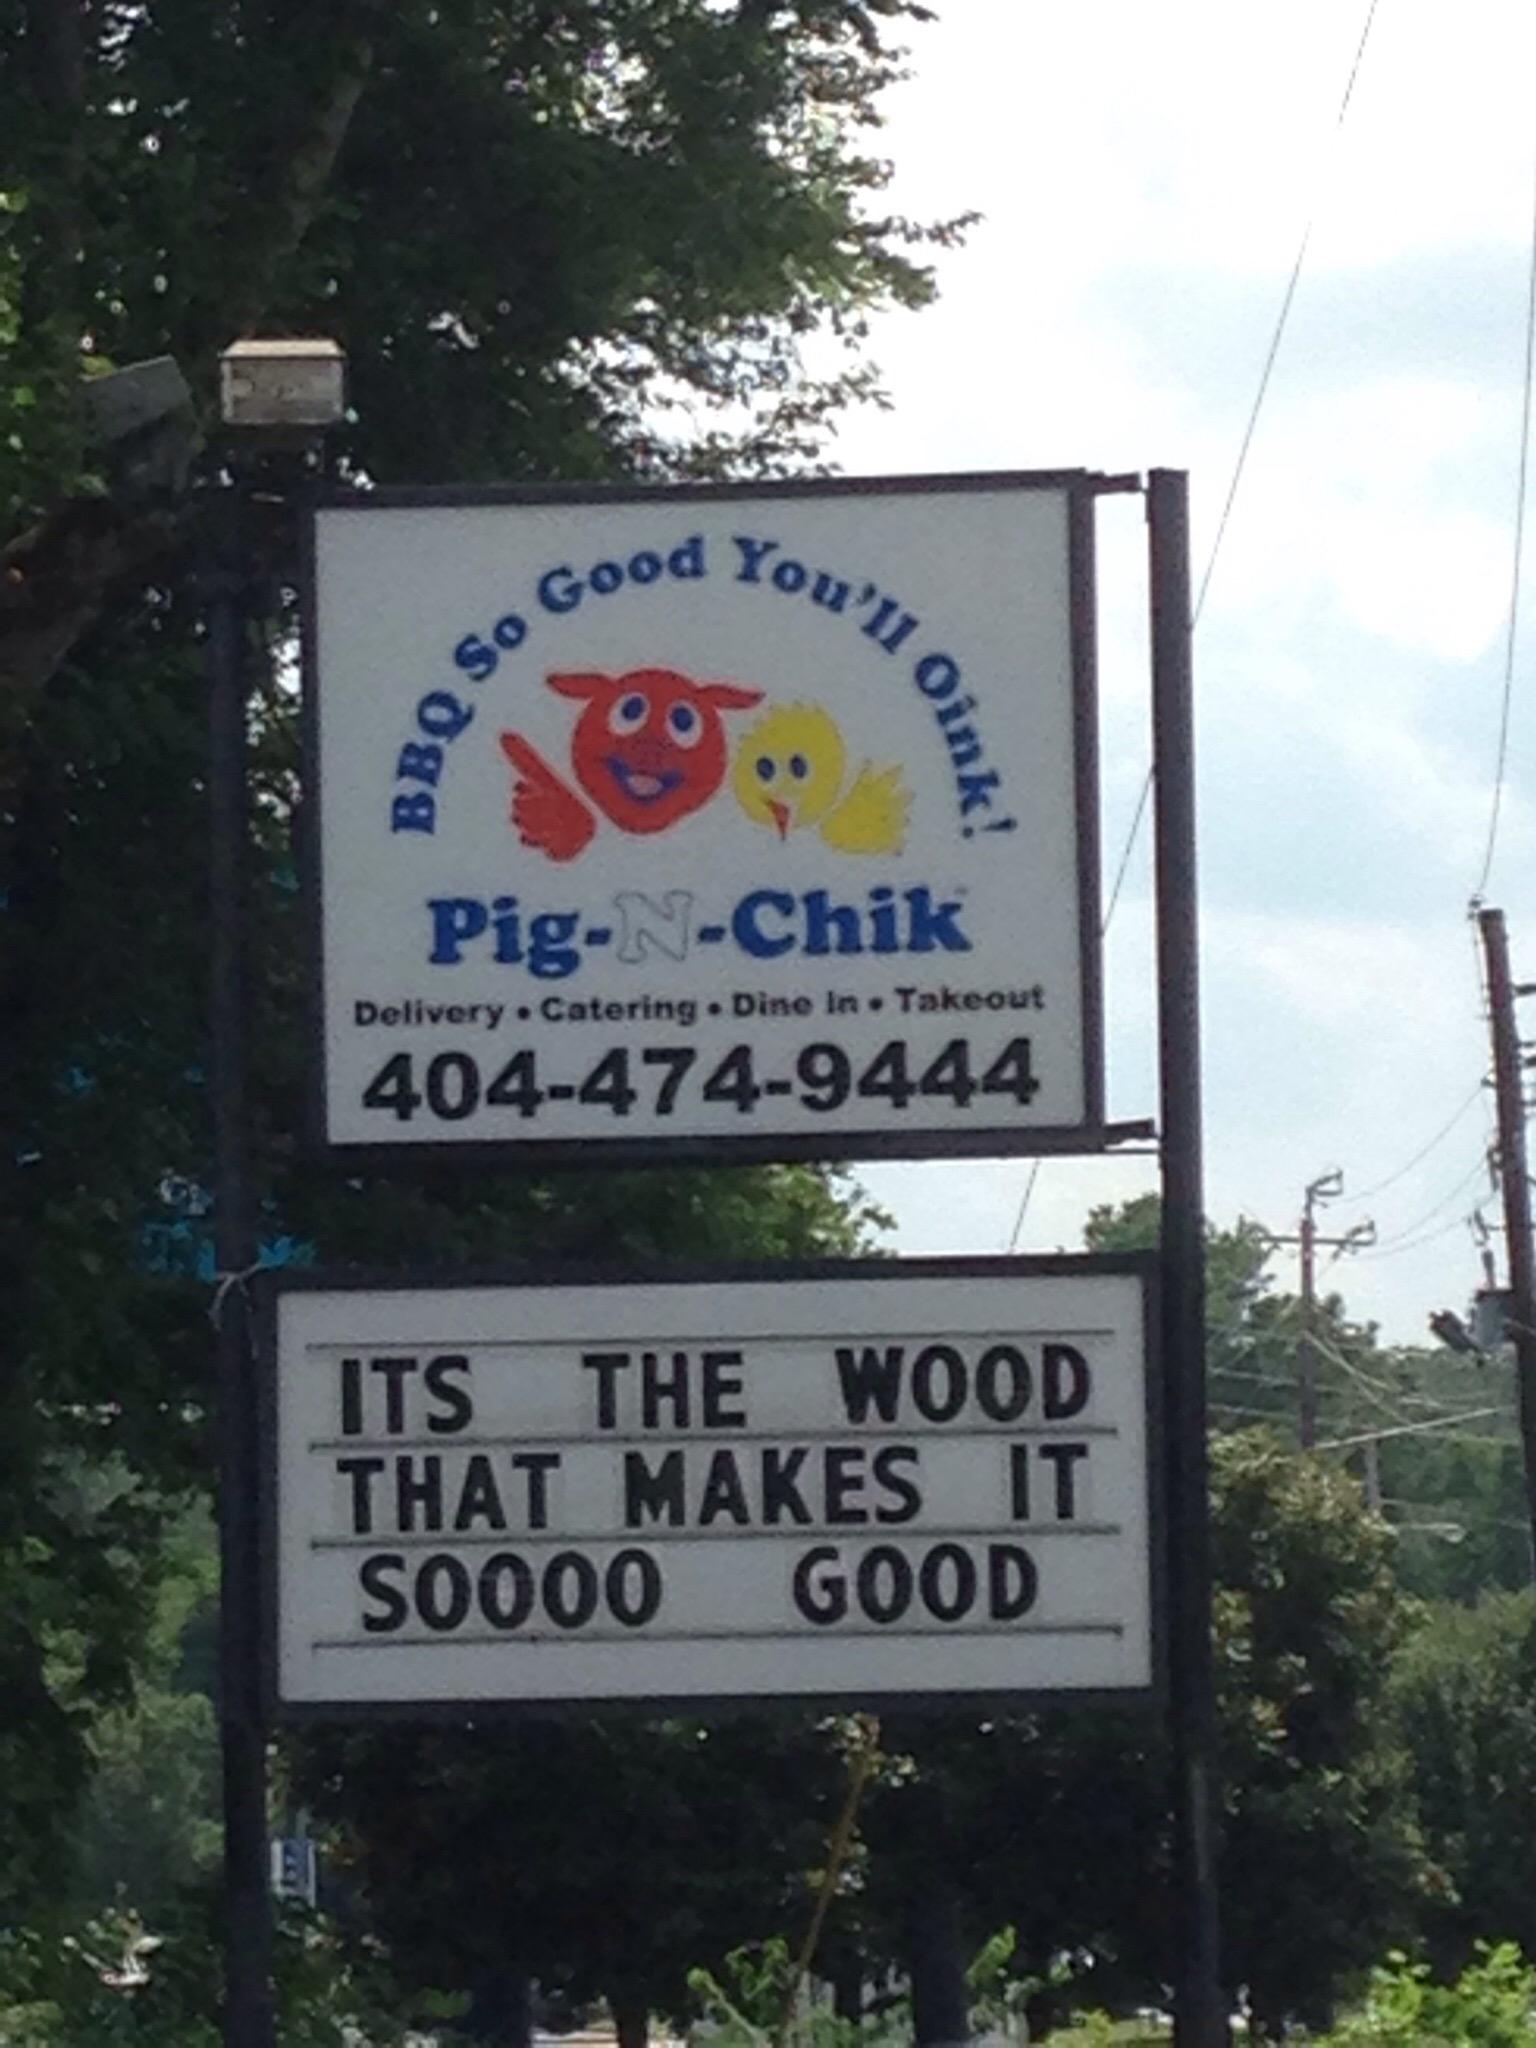 BBQ So Good You'll Oink!
Pig-N-Chik
Delivery • Catering • Dine In • Takeout
404-474-9444
ITS THE WOOD
THAT MAKES IT
SOOOO GOOD